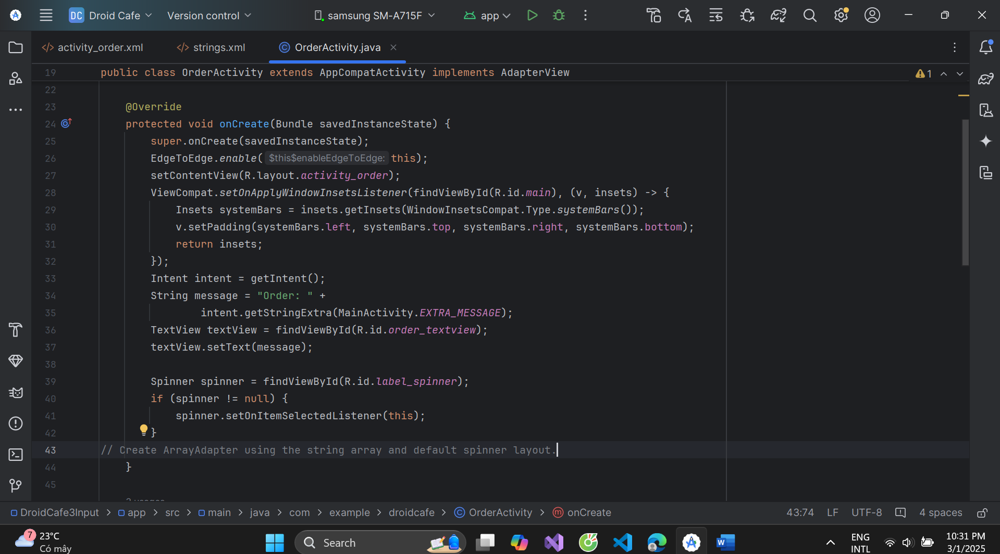 DC Droid Cafe Version control samsung SM-A715F app
activity_order.xml strings.xml OrderActivity.java
19 public class OrderActivity extends AppCompatActivity implements AdapterView 1
22
23 @Override
24 protected void onCreate(Bundle savedInstanceState) {
25 super.onCreate(savedInstanceState);
26 EdgeToEdge.enable( $this$enableEdgeToEdge: this);
27 setContentView(R.layout.activity_order);
28 ViewCompat.setOnApplyWindowInsetsListener(findViewById(R.id.main), (v, insets) -> {
29 Insets systemBars = insets.getInsets(WindowInsetsCompat.Type.systemBars());
30 v.setPadding(systemBars.left, systemBars.top, systemBars.right, systemBars.bottom);
31 return insets;
32 });
33 Intent intent = getIntent();
34 String message = "Order: " +
35 intent.getStringExtra(MainActivity.EXTRA_MESSAGE);
36 TextView textView = findViewById(R.id.order_textview);
37 textView.setText(message);
38
39 Spinner spinner = findViewById(R.id.label_spinner);
40 if (spinner != null) {
41 spinner.setOnItemSelectedListener(this);
42 }
43 // Create ArrayAdapter using the string array and default spinner layout.
44 }
45
DroidCafe3Input > app > src > main > java > com > example > droidcafe > OrderActivity > onCreate 43:74 LF UTF-8 4 spaces
7 23°C
Có mây
Search
ENG
INTL
10:31 PM
3/1/2025